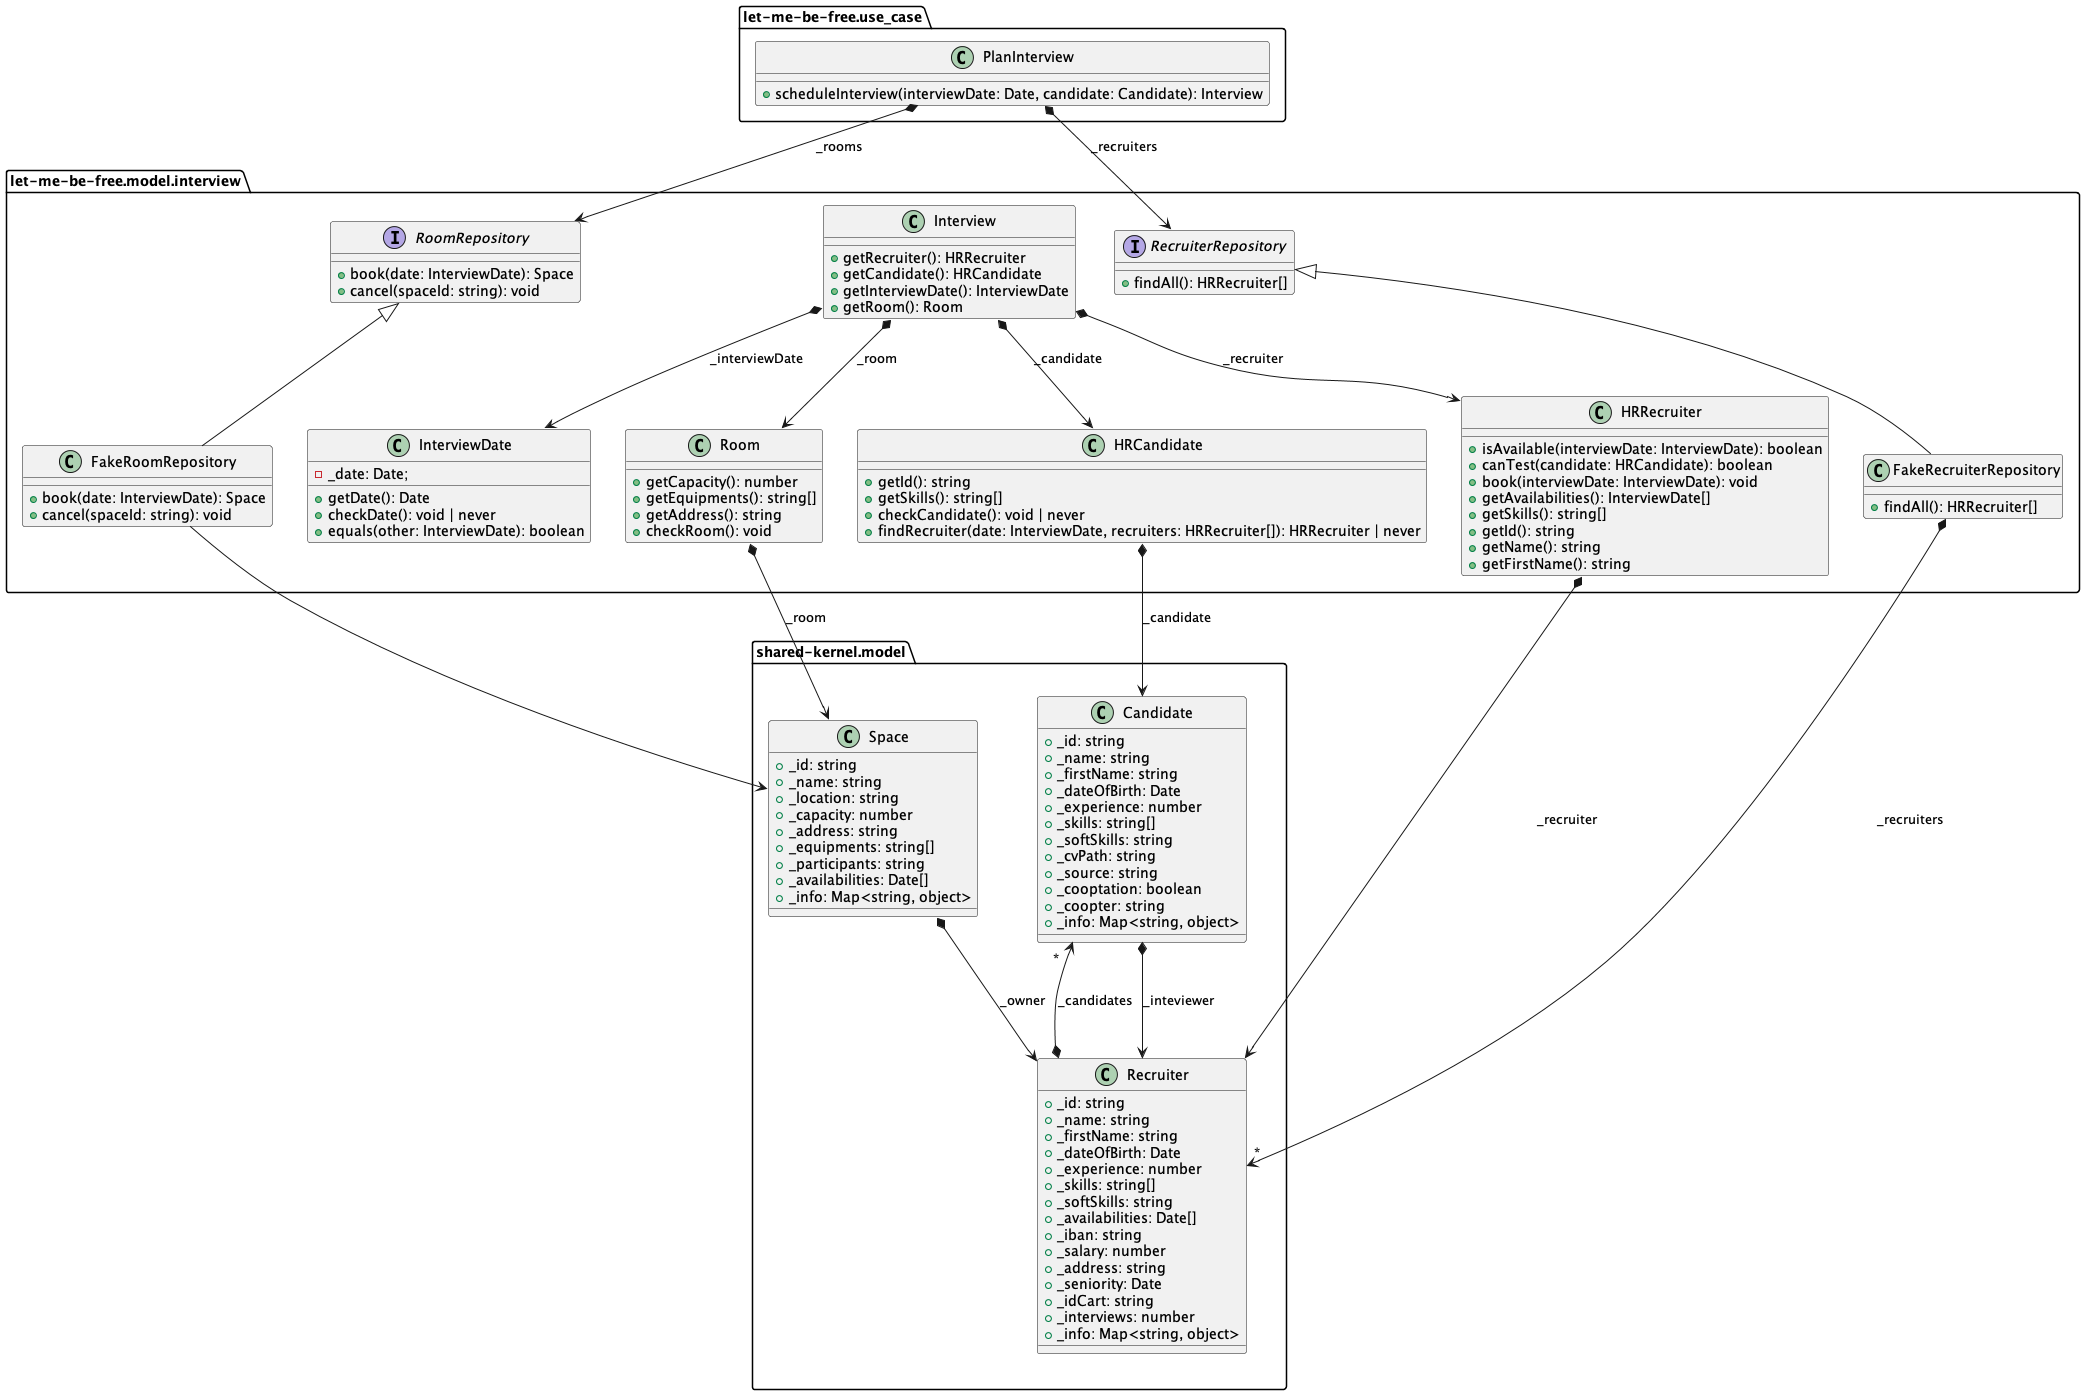 let-me-be-free.use_case
C PlanInterview
scheduleInterview(interviewDate: Date, candidate: Candidate): Interview
_rooms
_recruiters
let-me-be-free.model.interview
I RoomRepository
book(date: InterviewDate): Space
cancel(spaceId: string): void
C Interview
getRecruiter(): HRRecruiter
getCandidate(): HRCandidate
getInterviewDate(): InterviewDate
getRoom(): Room
I RecruiterRepository
findAll(): HRRecruiter[]
_interviewDate
_room
_candidate
_recruiter
C FakeRoomRepository
book(date: InterviewDate): Space
cancel(spaceId: string): void
C InterviewDate
_date: Date;
getDate(): Date
checkDate(): void | never
equals(other: InterviewDate): boolean
C Room
getCapacity(): number
getEquipments(): string[]
getAddress(): string
checkRoom(): void
C HRCandidate
getId(): string
getSkills(): string[]
checkCandidate(): void | never
findRecruiter(date: InterviewDate, recruiters: HRRecruiter[]): HRRecruiter | never
C HRRecruiter
isAvailable(interviewDate: InterviewDate): boolean
canTest(candidate: HRCandidate): boolean
book(interviewDate: InterviewDate): void
getAvailabilities(): InterviewDate[]
getSkills(): string[]
getId(): string
getName(): string
getFirstName(): string
C FakeRecruiterRepository
findAll(): HRRecruiter[]
_room
_candidate
shared-kernel.model
C Space
_id: string
_name: string
_location: string
_capacity: number
_address: string
_equipments: string[]
_participants: string
_availabilities: Date[]
_info: Map<string, object>
C Candidate
_id: string
_name: string
_firstName: string
_dateOfBirth: Date
_experience: number
_skills: string[]
_softSkills: string
_cvPath: string
_source: string
_cooptation: boolean
_coopter: string
_info: Map<string, object>
_recruiter
_recruiters
*
_owner
_candidates
_inteviewer
*
C Recruiter
_id: string
_name: string
_firstName: string
_dateOfBirth: Date
_experience: number
_skills: string[]
_softSkills: string
_availabilities: Date[]
_iban: string
_salary: number
_address: string
_seniority: Date
_idCart: string
_interviews: number
_info: Map<string, object>